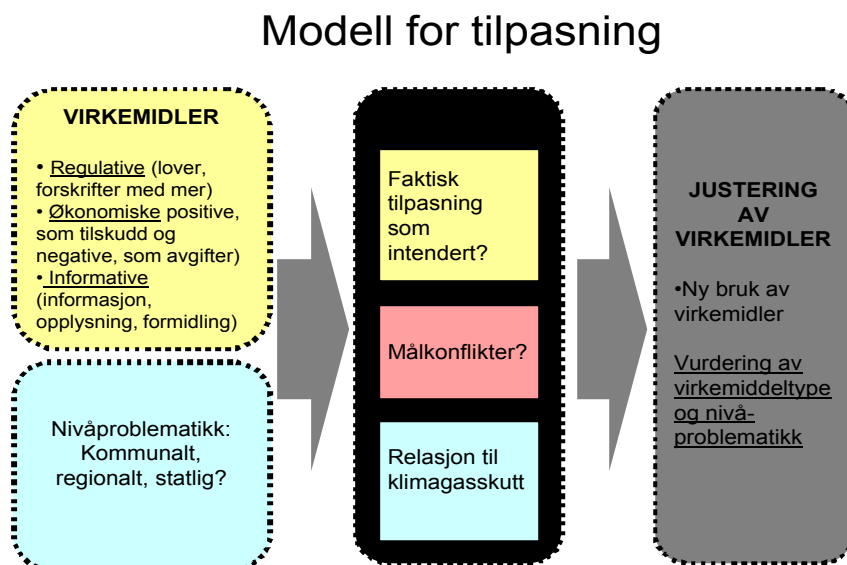 Modell for tilpasning
VIRKEMIDLER
• Regulative (lover,
forskrifter med mer)
• Økonomiske positive,
som tilskudd og
negative, som avgifter)
• Informative
(informasjon,
opplysning, formidling)
Nivåproblematikk:
Kommunalt,
regionalt, statlig?
Faktisk
tilpasning
som
intendert?
Målkonflikter?
Relasjon til
klimagasskutt
JUSTERING
AV
VIRKEMIDLER
•Ny bruk av
virkemidler
Vurdering av
virkemiddeltype
og nivå-
problematikk